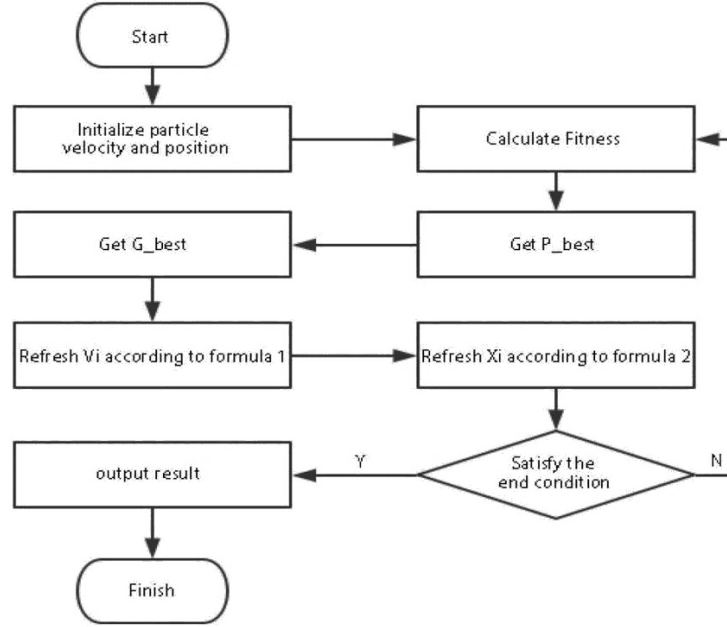 Start
Initialize particle
velocity and position
Calculate Fitness
Get G_best
Get P_best
Refresh Vi according to formula 1
Refresh Xi according to formula 2
output result
Y
Satisfy the
end condition
N
Finish